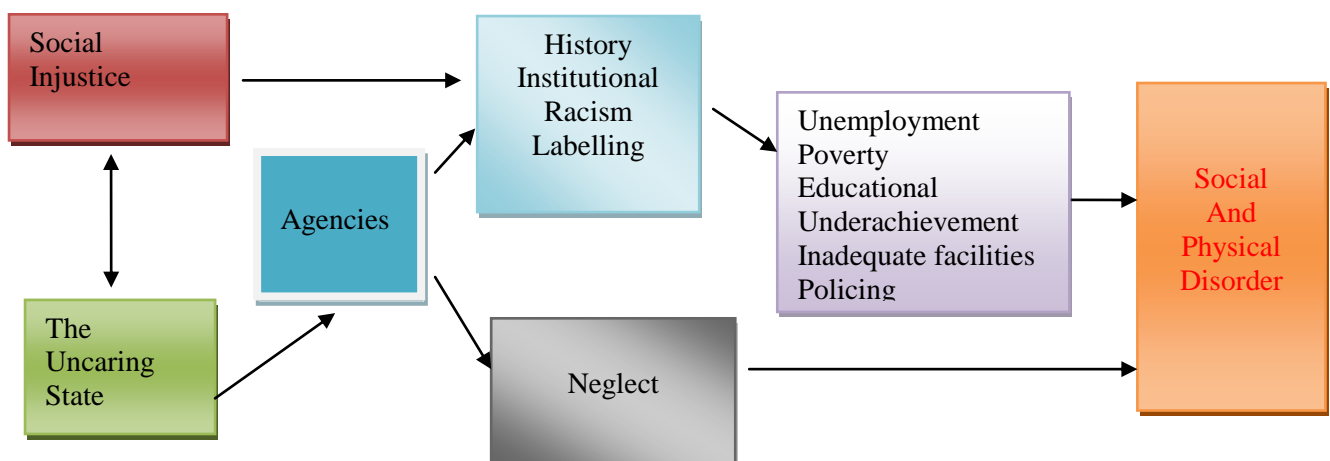 Social
Injustice
History
Institutional
Racism
Labelling
Agencies
Unemployment
Poverty
Educational
Underachievement
Inadequate facilities
Policing
Social
And
Physical
Disorder
The
Uncaring
State
Neglect